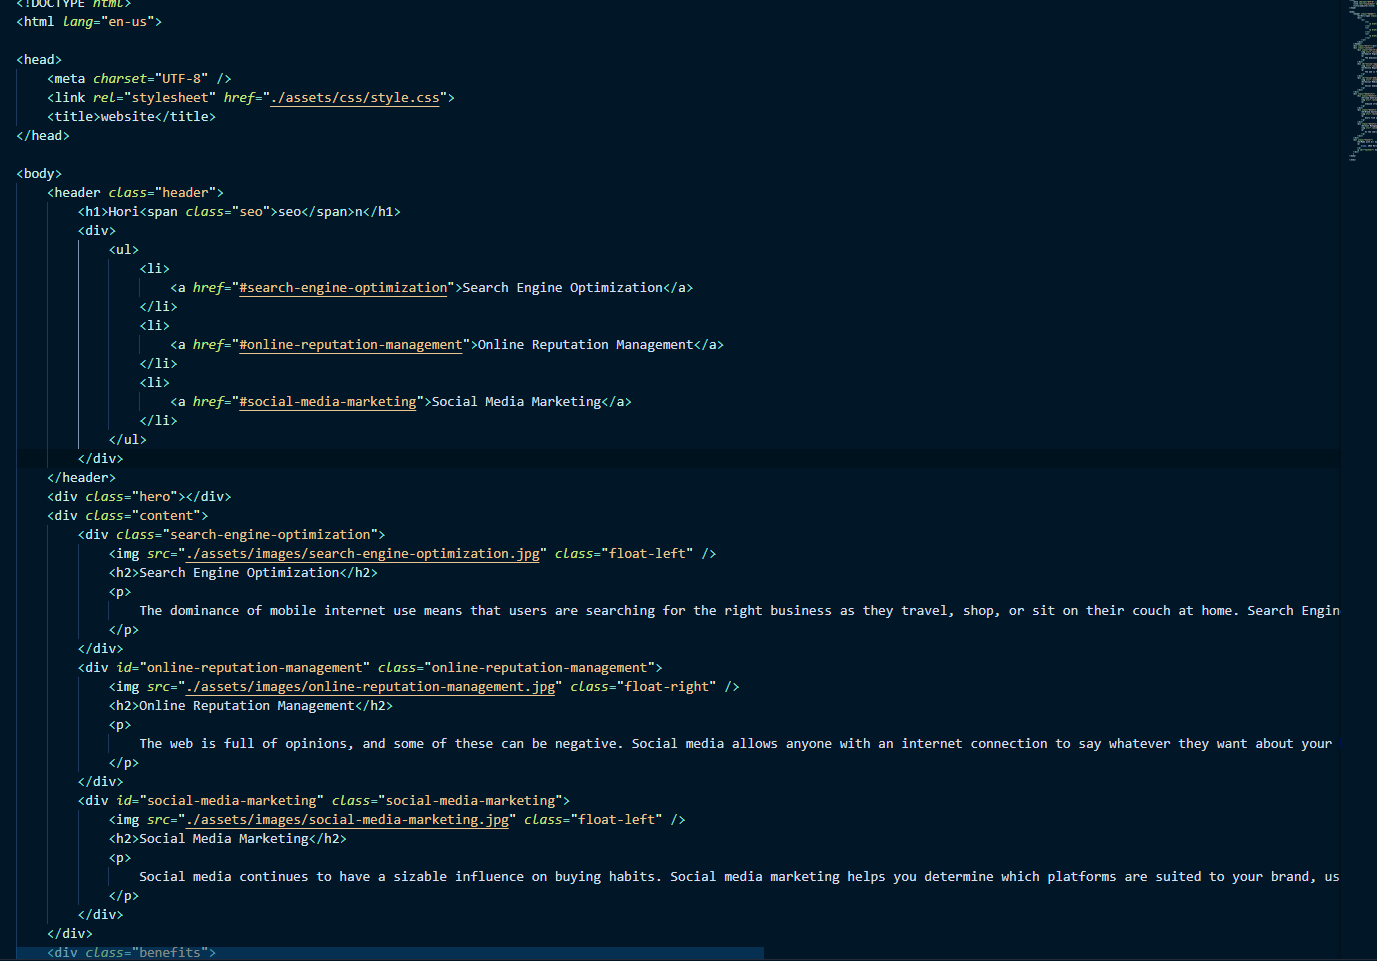 <!DOCTYPE html>
<html lang="en-us">
<head>
<meta charset="UTF-8" />
<link rel="stylesheet" href="./assets/css/style.css">
<title>website</title>
</head>
<body>
<header class="header">
<h1>Hori<span class="seo">seo</span>n</h1>
<div>
<ul>
<li>
<a href="#search-engine-optimization">Search Engine Optimization</a>
</li>
<li>
<a href="#online-reputation-management">Online Reputation Management</a>
</li>
<li>
<a href="#social-media-marketing">Social Media Marketing</a>
</li>
</ul>
</div>
</header>
<div class="hero"></div>
<div class="content">
<div class="search-engine-optimization">
<img src="./assets/images/search-engine-optimization.jpg" class="float-left" />
<h2>Search Engine Optimization</h2>
<p>
The dominance of mobile internet use means that users are searching for the right business as they travel, shop, or sit on their couch at home. Search Engin
</p>
</div>
<div id="online-reputation-management" class="online-reputation-management">
<img src="./assets/images/online-reputation-management.jpg" class="float-right" />
<h2>Online Reputation Management</h2>
<p>
The web is full of opinions, and some of these can be negative. Social media allows anyone with an internet connection to say whatever they want about your
</p>
</div>
<div id="social-media-marketing" class="social-media-marketing">
<img src="./assets/images/social-media-marketing.jpg" class="float-left" />
<h2>Social Media Marketing</h2>
<p>
Social media continues to have a sizable influence on buying habits. Social media marketing helps you determine which platforms are suited to your brand, us
</p>
</div>
</div>
<div class="benefits">